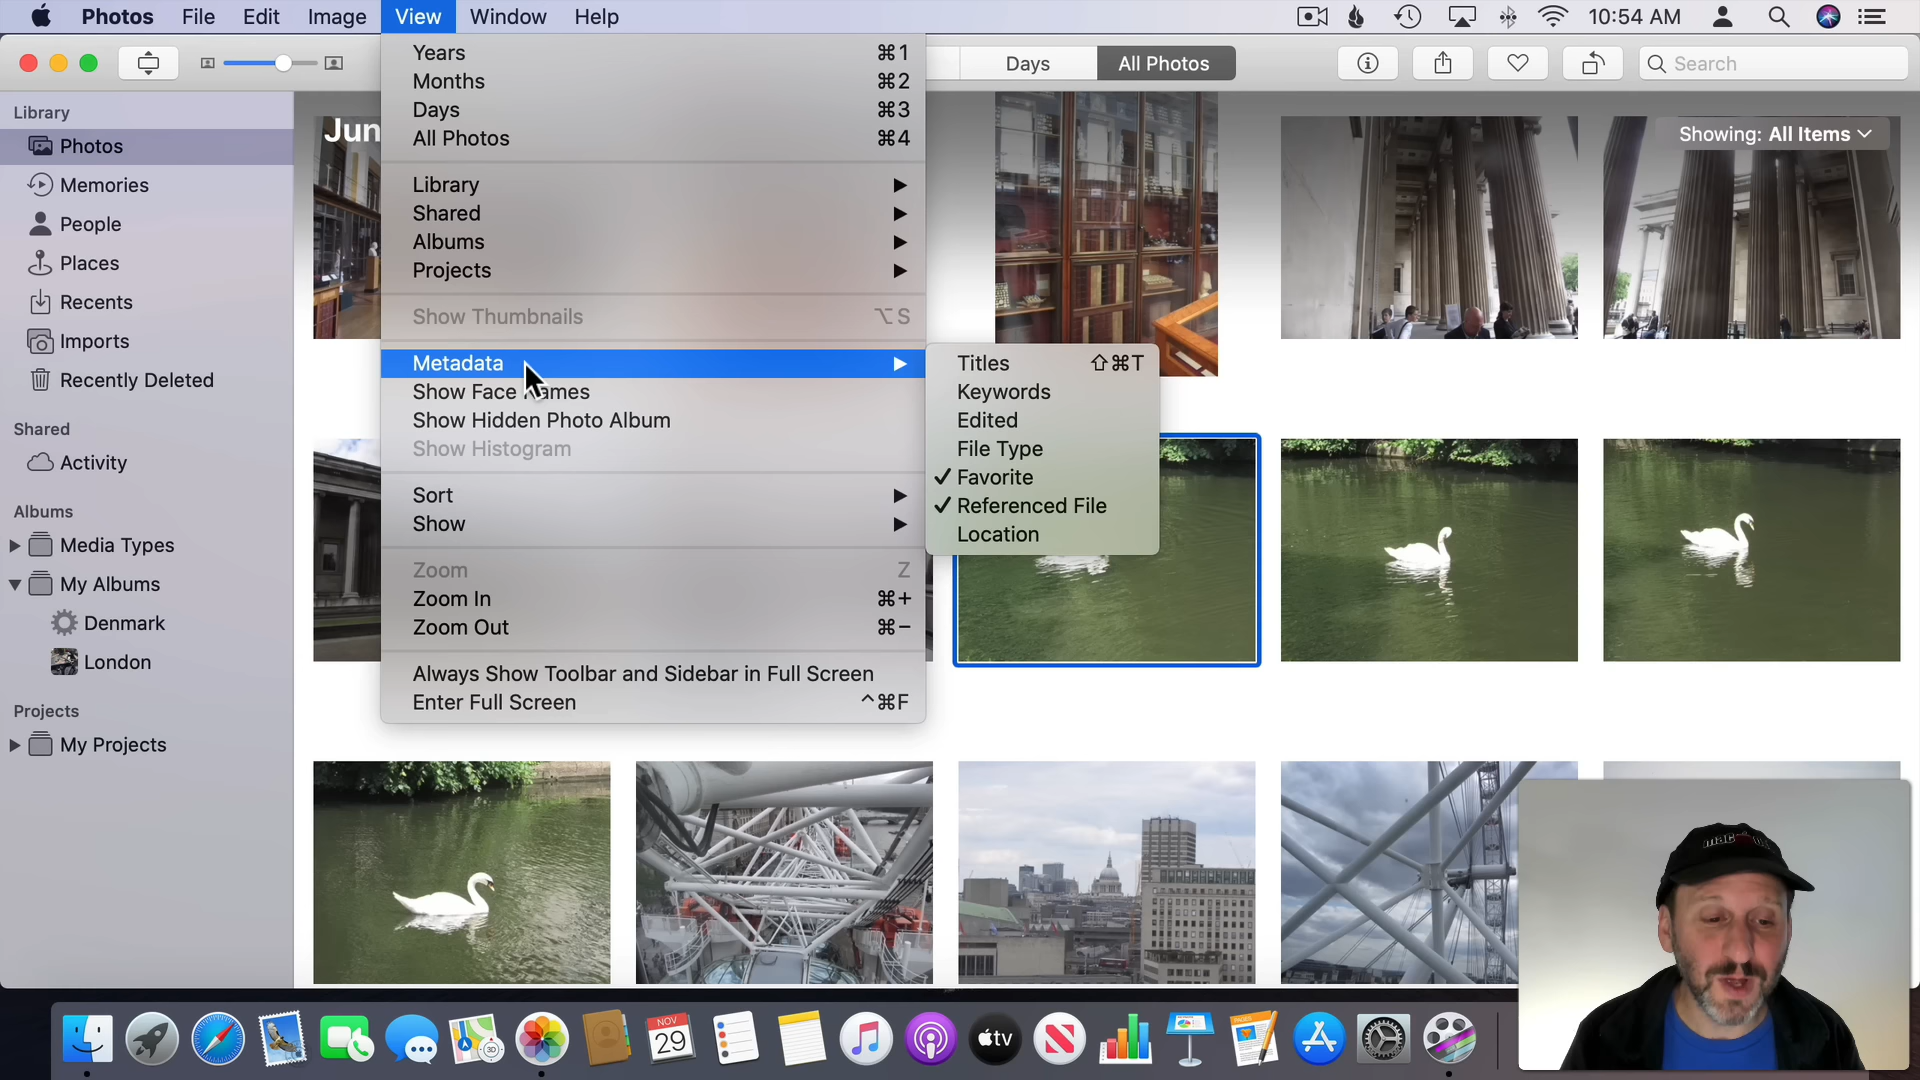 Photos File Edit Image View Window Help 10:54 AM
Days All Photos Search
Years ⌘1
Months ⌘2
Days ⌘3
All Photos ⌘4
Library
Shared
Albums
Projects
Show Thumbnails ⌥S
Metadata
Show Face Names
Show Hidden Photo Album
Show Histogram
Sort
Show
Zoom Z
Zoom In ⌘+
Zoom Out ⌘−
Always Show Toolbar and Sidebar in Full Screen
Enter Full Screen ^⌘F
Titles ⇧⌘T
Keywords
Edited
File Type
✓ Favorite
✓ Referenced File
Location
Library
Photos
Memories
People
Places
Recents
Imports
Recently Deleted
Shared
Activity
Albums
Media Types
My Albums
Denmark
London
Projects
My Projects
Jun
Showing: All Items
NOV
29
3D
tv
PAGES